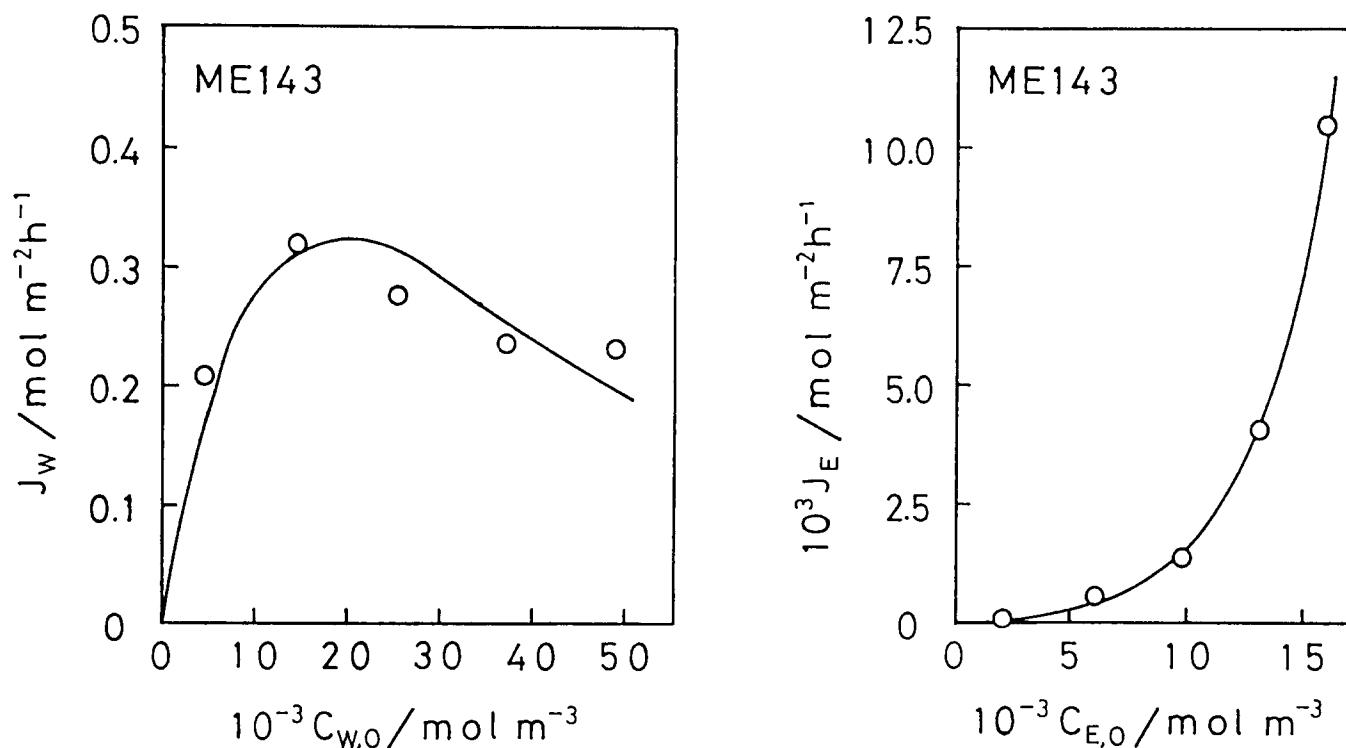 ME143
0.5
0.4
0.3
0.2
0.1
0
0 10 20 30 40 50
J_W / mol m⁻² h⁻¹
10⁻³ C_W,O / mol m⁻³
ME143
12.5
10.0
7.5
5.0
2.5
0
0 5 10 15
10³ J_E / mol m⁻² h⁻¹
10⁻³ C_E,O / mol m⁻³